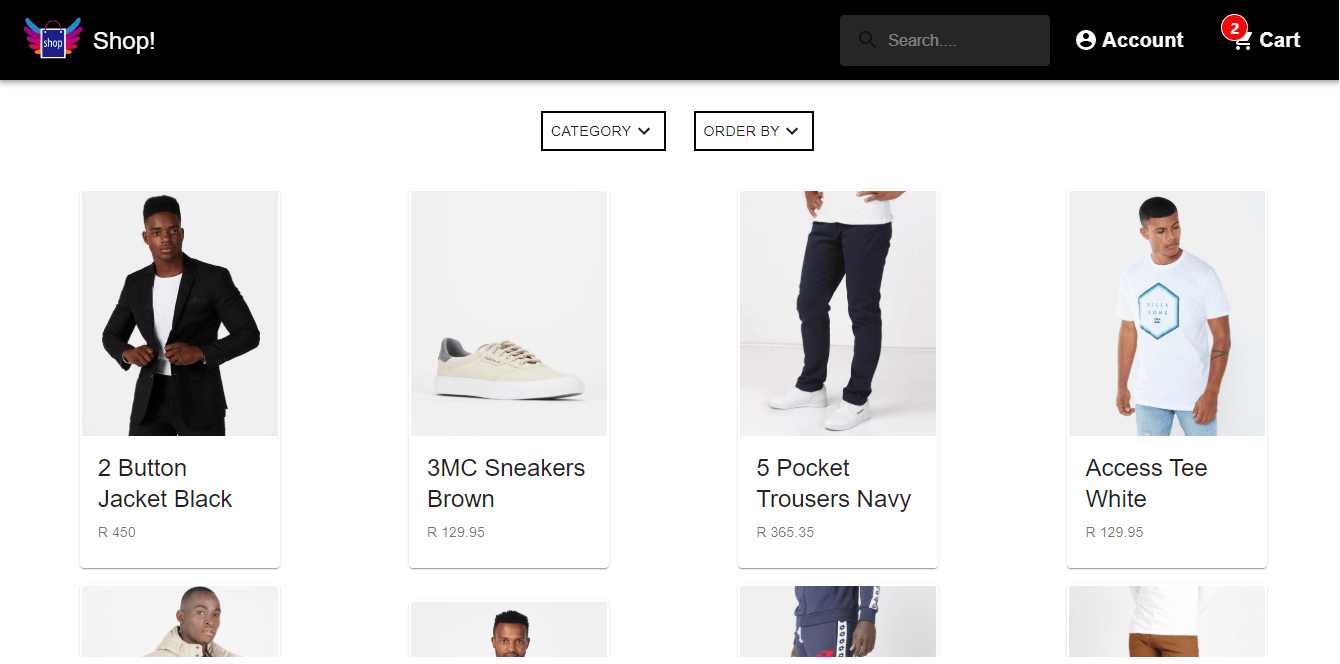 shop
Shop!
Search....
Account
2
Cart
CATEGORY
ORDER BY
2 Button
Jacket Black
R 450
3MC Sneakers
Brown
R 129.95
5 Pocket
Trousers Navy
R 365.35
Access Tee
White
R 129.95